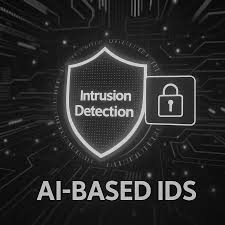 Intrusion
Detection
AI-BASED IDS